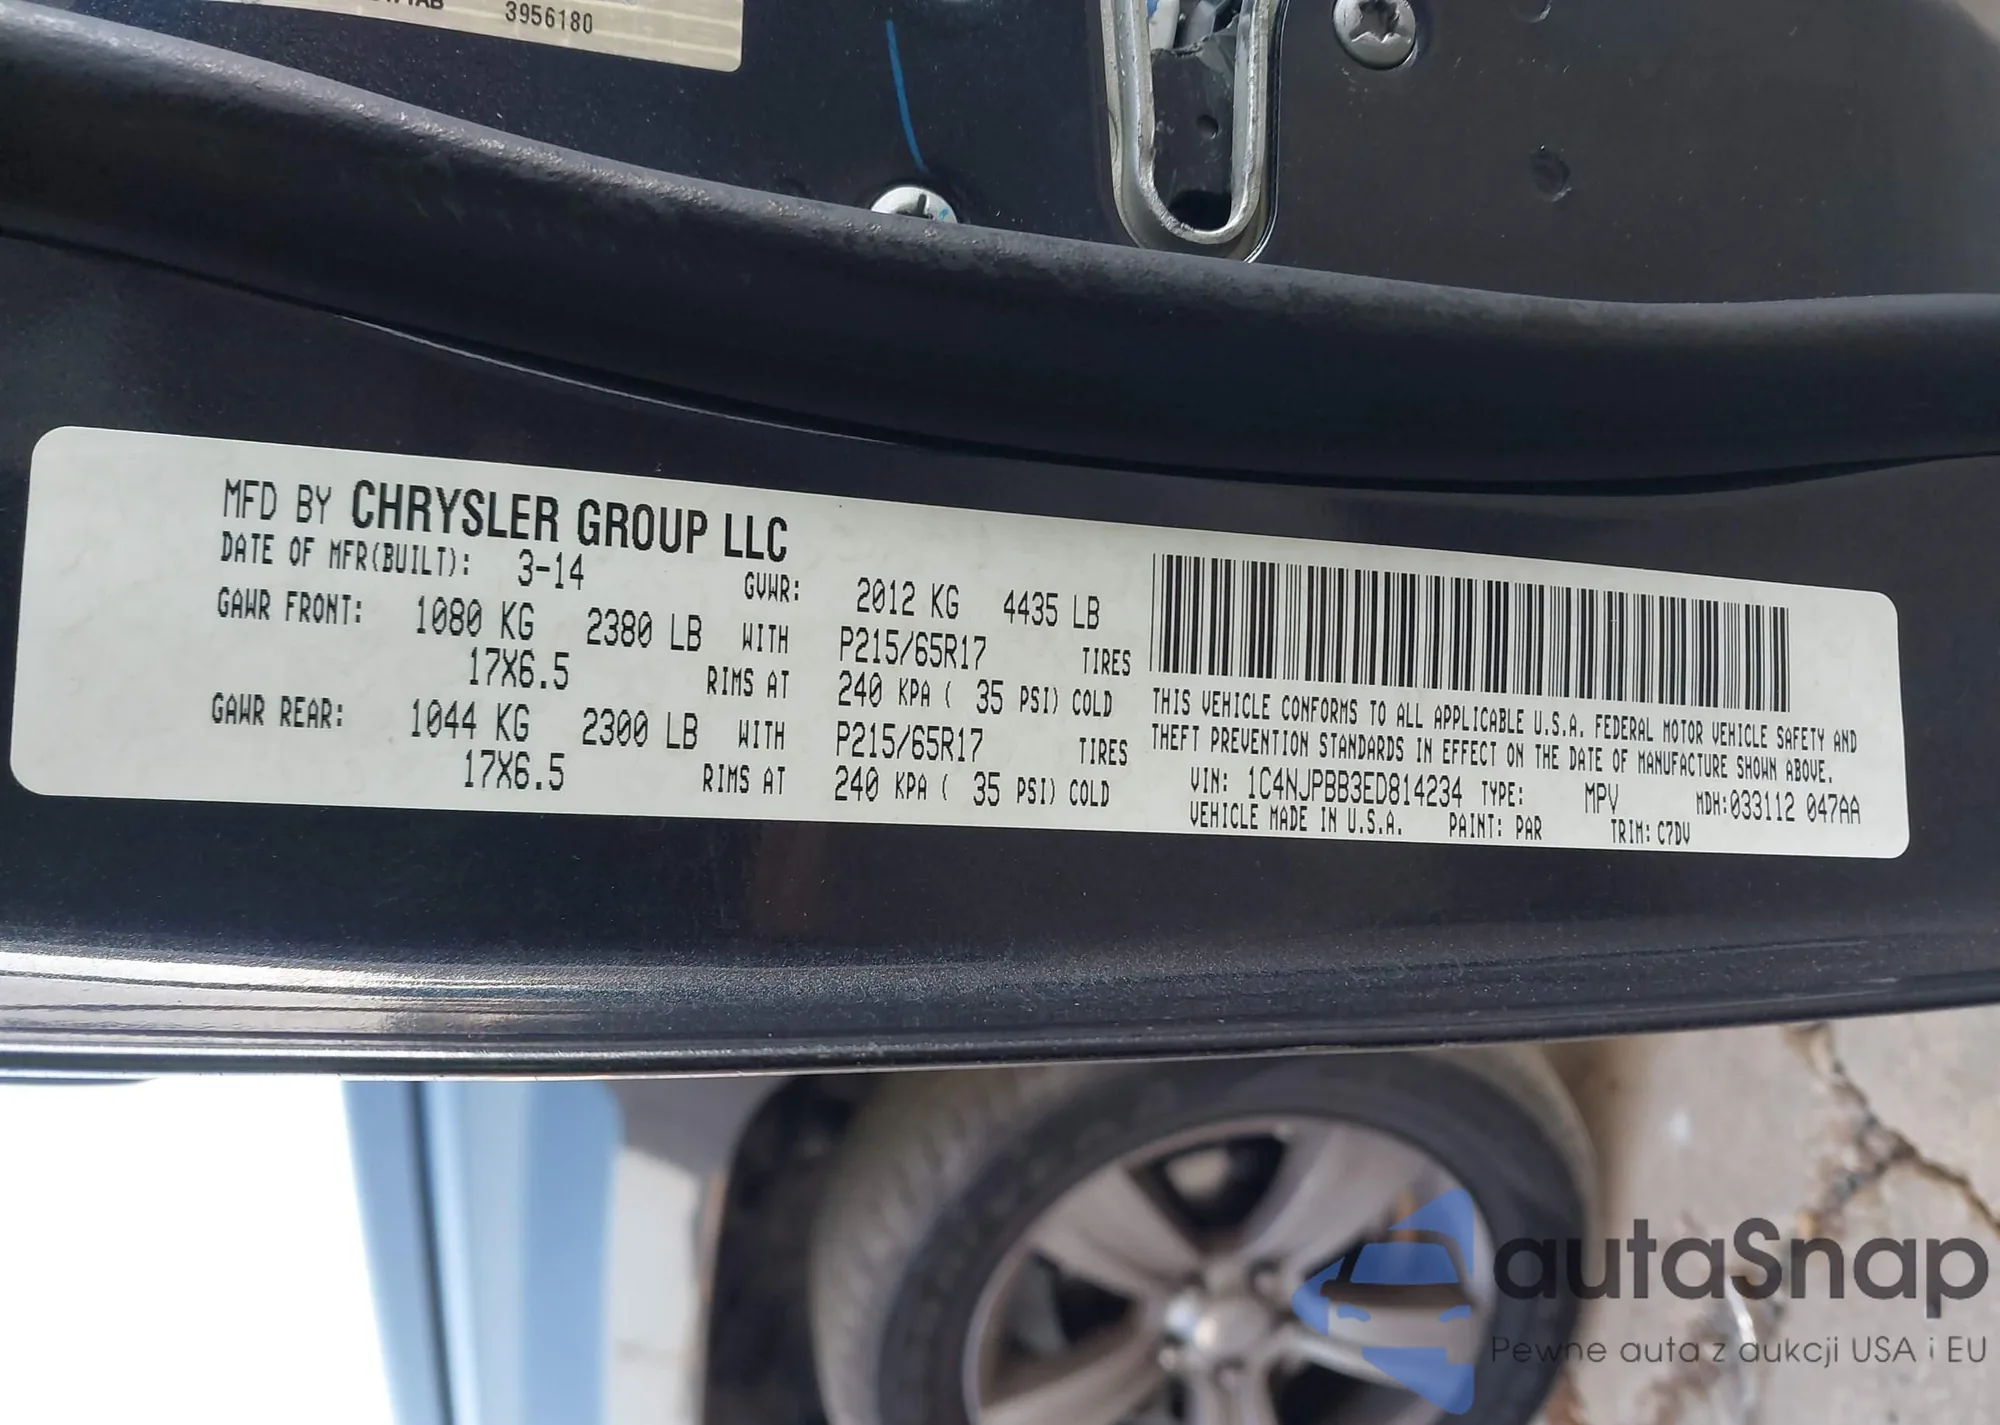 3956180
MFD BY CHRYSLER GROUP LLC
DATE OF MFR(BUILT): 3-14 GVWR: 2012 KG 4435 LB
GAWR FRONT: 1080 KG 2380 LB WITH P215/65R17 TIRES
17X6.5 RIMS AT 240 KPA ( 35 PSI) COLD
GAWR REAR: 1044 KG 2300 LB WITH P215/65R17 TIRES
17X6.5 RIMS AT 240 KPA ( 35 PSI) COLD
THIS VEHICLE CONFORMS TO ALL APPLICABLE U.S.A. FEDERAL MOTOR VEHICLE SAFETY AND
THEFT PREVENTION STANDARDS IN EFFECT ON THE DATE OF MANUFACTURE SHOWN ABOVE.
VIN: 1C4NJPBB3ED814234 TYPE: MPV MDH:033112 047AA
VEHICLE MADE IN U.S.A. PAINT: PAR TRIM: C7DV
autoSnap
Pewne auta z aukcji USA i EU